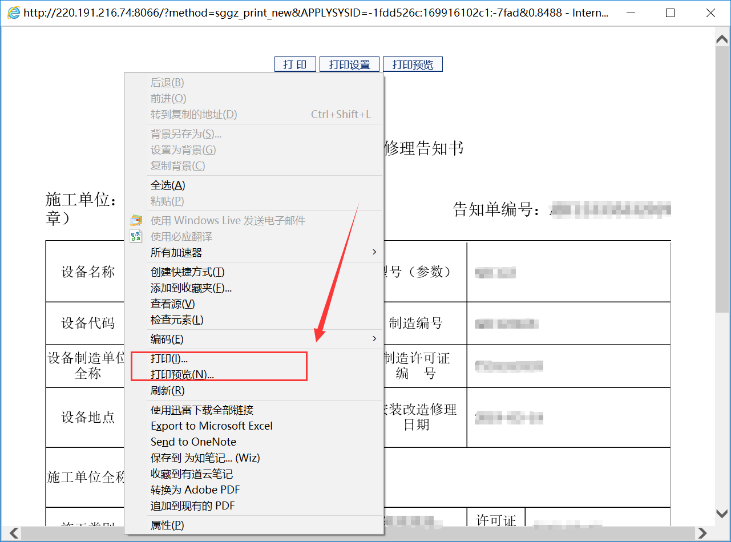 http://220.191.216.74:8066/?method=sggz_print_new&APPLYSYSID=-1fdd526c:169916102c1:-7fad&0.8488 - Intern...
打 印 打印设置 打印预览
后退(B)
前进(O)
转到复制的地址(D) Ctrl+Shift+L
背景另存为(S)...
设置为背景(G)
复制背景(C)
全选(A)
粘贴(P)
使用 Windows Live 发送电子邮件
使用必应翻译
所有加速器
创建快捷方式(T)
添加到收藏夹(F)...
查看源(V)
检查元素(L)
编码(E)
打印(I)...
打印预览(N)...
刷新(R)
使用迅雷下载全部链接
Export to Microsoft Excel
Send to OneNote
保存到 为知笔记... (Wiz)
收藏到有道云笔记
转换为 Adobe PDF
追加到现有的 PDF
属性(P)
修理告知书
施工单位:
章）
告知单编号:
设备名称
型号（参数）
设备代码
制造编号
设备制造单位
全称
制造许可证
编 号
设备地点
安装改造修理
日期
施工单位全称
施工类别
许可证